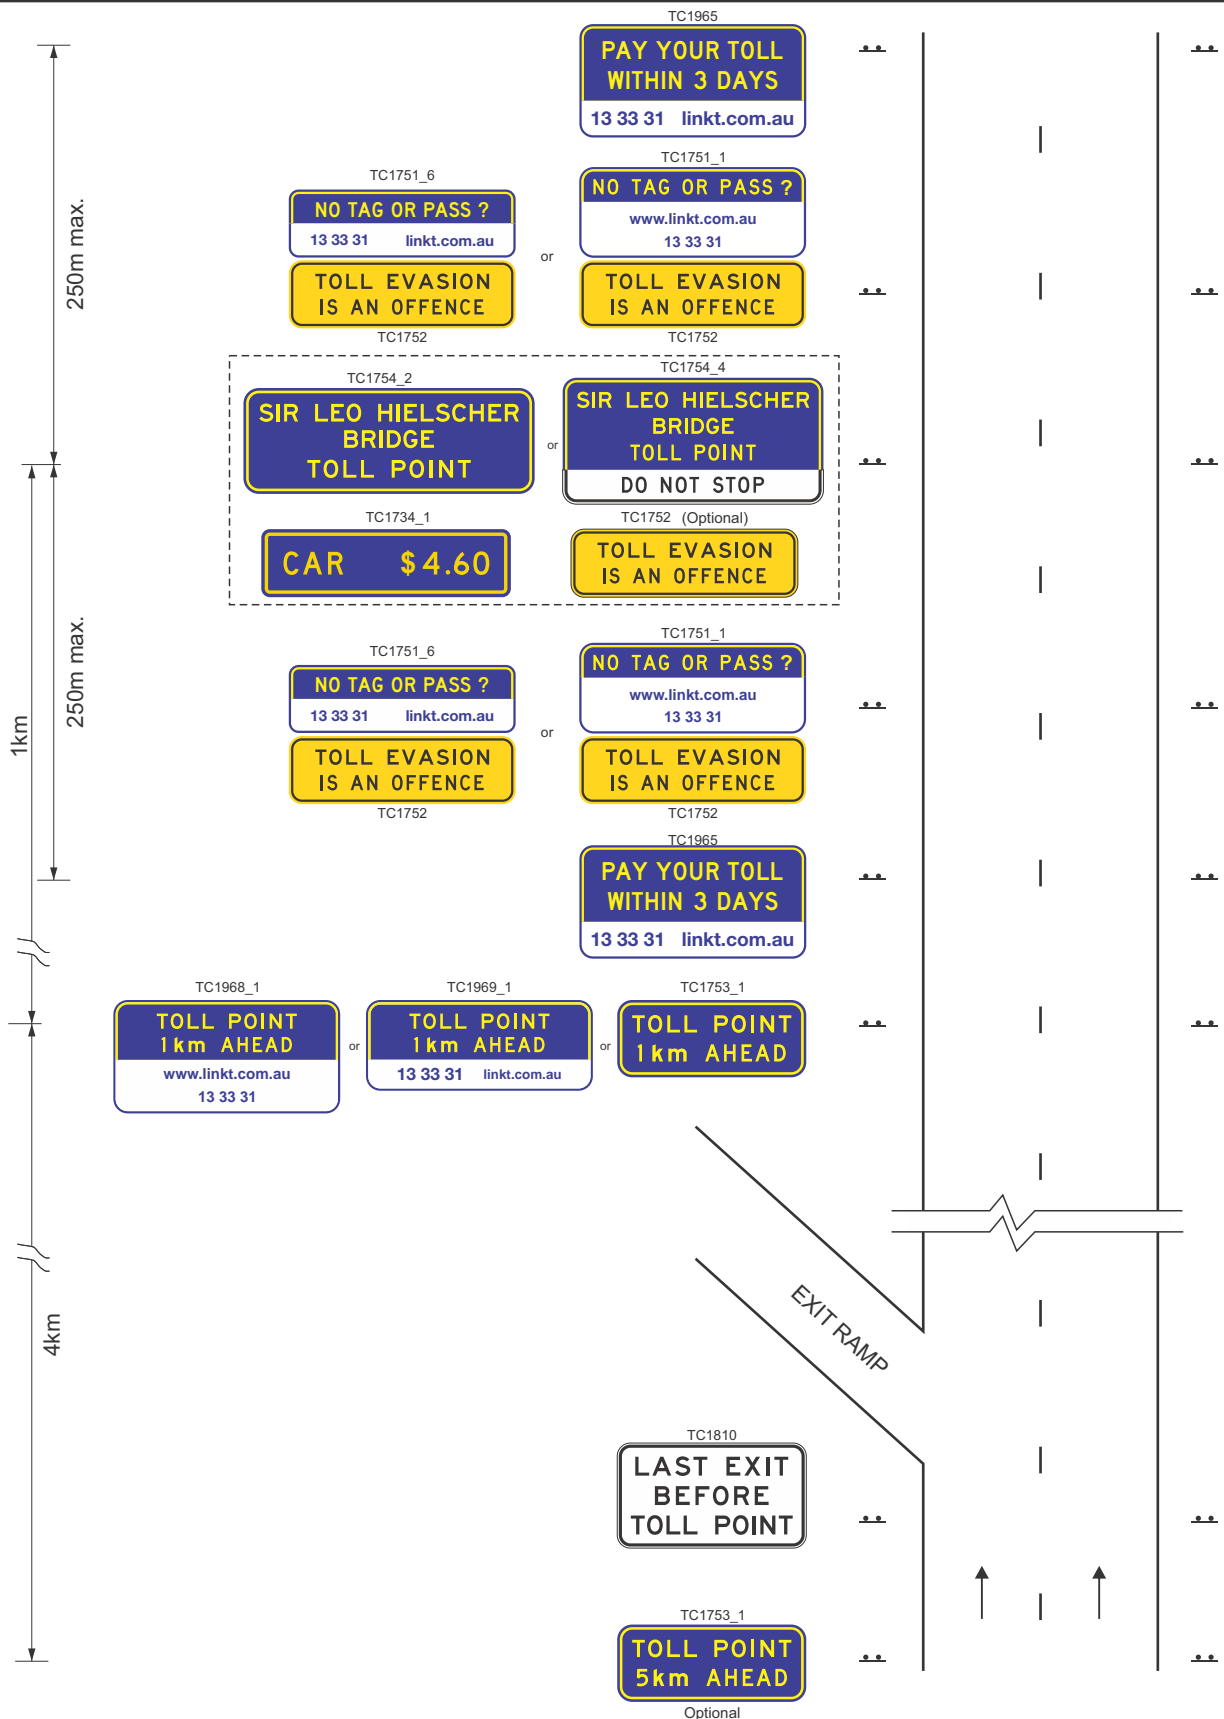 TC1965
PAY YOUR TOLL
WITHIN 3 DAYS
13 33 31 linkt.com.au
250m max.
TC1751_6
NO TAG OR PASS ?
13 33 31 linkt.com.au
TOLL EVASION
IS AN OFFENCE
TC1752
or
TC1751_1
NO TAG OR PASS ?
www.linkt.com.au
13 33 31
TOLL EVASION
IS AN OFFENCE
TC1752
TC1754_2
SIR LEO HIELSCHER
BRIDGE
TOLL POINT
or
TC1754_4
SIR LEO HIELSCHER
BRIDGE
TOLL POINT
DO NOT STOP
TC1734_1
CAR $4.60
TC1752 (Optional)
TOLL EVASION
IS AN OFFENCE
1km
250m max.
TC1751_6
NO TAG OR PASS ?
13 33 31 linkt.com.au
TOLL EVASION
IS AN OFFENCE
TC1752
or
TC1751_1
NO TAG OR PASS ?
www.linkt.com.au
13 33 31
TOLL EVASION
IS AN OFFENCE
TC1752
TC1965
PAY YOUR TOLL
WITHIN 3 DAYS
13 33 31 linkt.com.au
TC1968_1
TOLL POINT
1km AHEAD
www.linkt.com.au
13 33 31
or
TC1969_1
TOLL POINT
1km AHEAD
13 33 31 linkt.com.au
or
TC1753_1
TOLL POINT
1km AHEAD
4km
EXIT RAMP
TC1810
LAST EXIT
BEFORE
TOLL POINT
TC1753_1
TOLL POINT
5km AHEAD
Optional